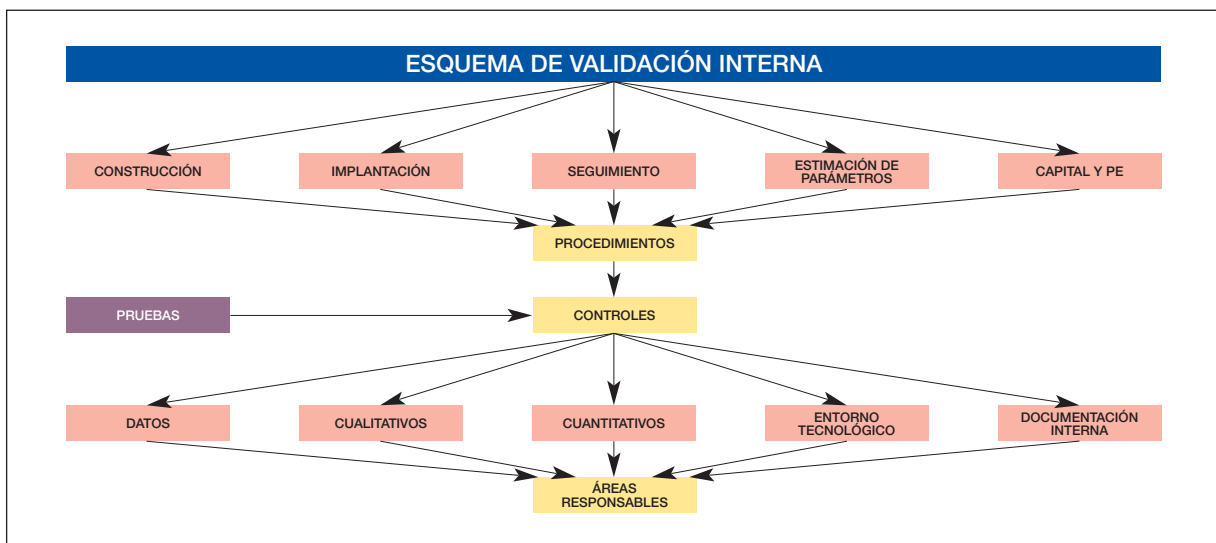 ESQUEMA DE VALIDACIÓN INTERNA
CONSTRUCCIÓN
IMPLANTACIÓN
SEGUIMIENTO
ESTIMACIÓN DE
PARÁMETROS
CAPITAL Y PE
PROCEDIMIENTOS
PRUEBAS
CONTROLES
DATOS
CUALITATIVOS
CUANTITATIVOS
ENTORNO
TECNOLÓGICO
DOCUMENTACIÓN
INTERNA
ÁREAS
RESPONSABLES